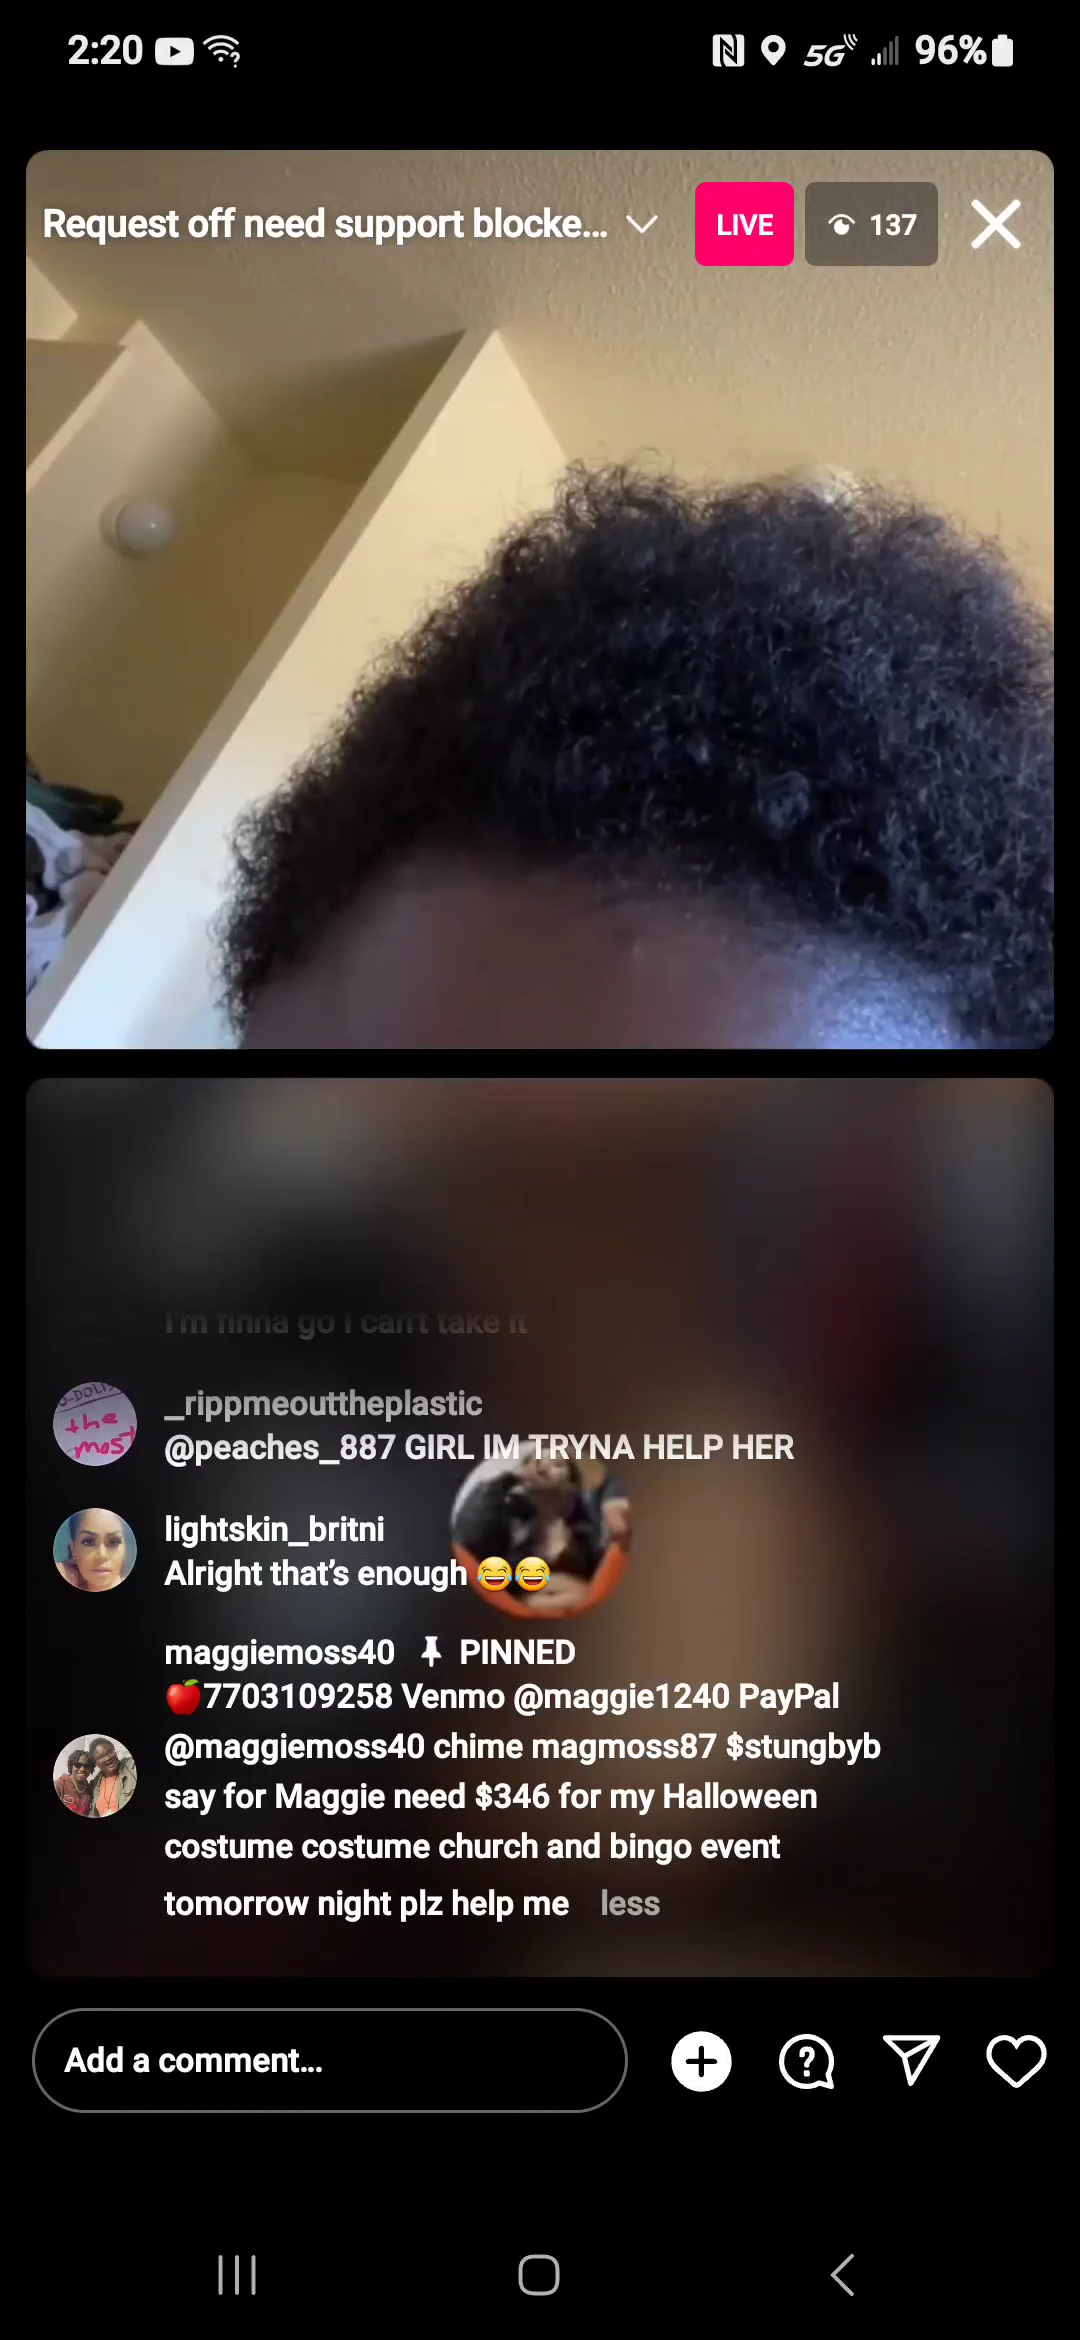 2:20
5G
96%
Request off need support blocke...
LIVE
137
I'm finna go I can't take it
_rippmeouttheplastic
the
mos
@peaches_887 GIRL IM TRYNA HELP HER
lightskin_britni
Alright that's enough 😂😂
maggiemoss40 📌 PINNED
🍎7703109258 Venmo @maggie1240 PayPal
@maggiemoss40 chime magmoss87 $stungbyb
say for Maggie need $346 for my Halloween
costume costume church and bingo event
tomorrow night plz help me less
Add a comment...